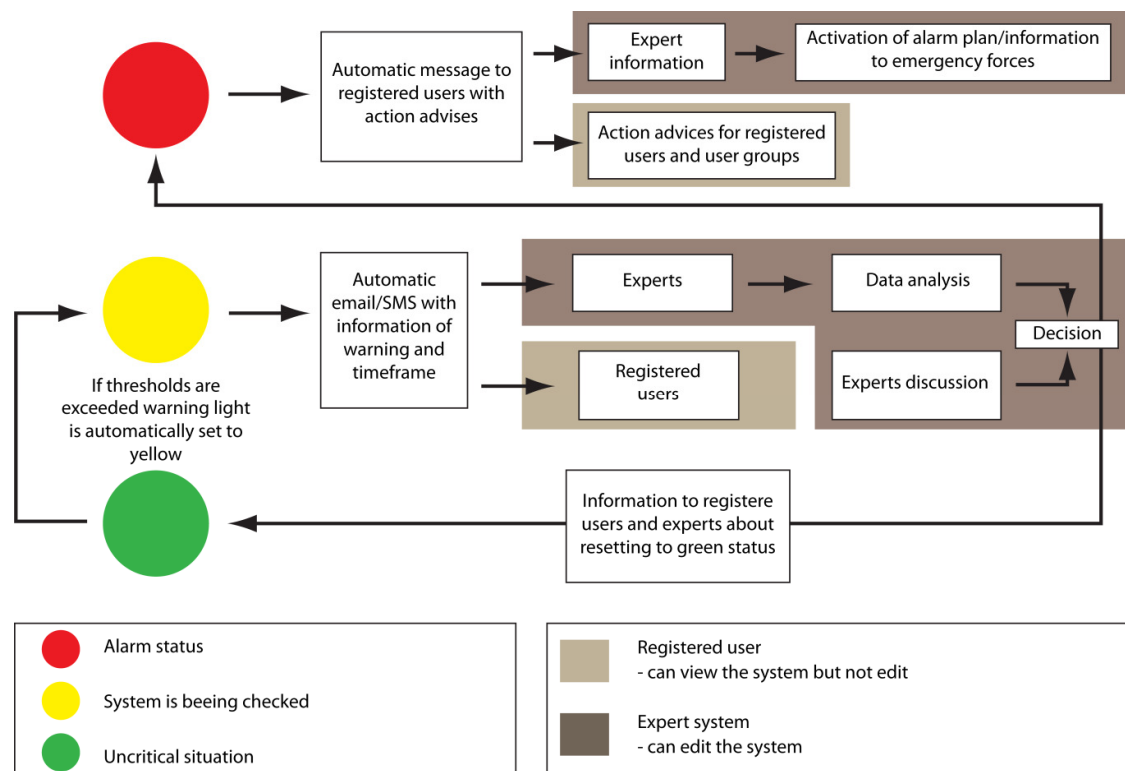 Automatic message to
registered users with
action advises
Expert
information
Activation of alarm plan/information
to emergency forces
Action advices for registered
users and user groups
If thresholds are
exceeded warning light
is automatically set to
yellow
Automatic
email/SMS with
information of
warning and
timeframe
Experts
Data analysis
Decision
Registered
users
Experts discussion
Information to registere
users and experts about
resetting to green status
Alarm status
System is beeing checked
Uncritical situation
Registered user
- can view the system but not edit
Expert system
- can edit the system